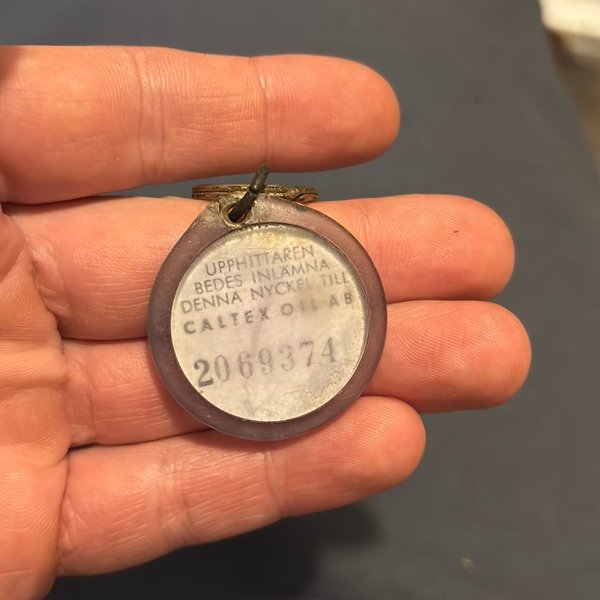 UPPHITTAREN
BEDES INLÄMNA
DENNA NYCKEL TILL
CALTEX OIL AB
2069374